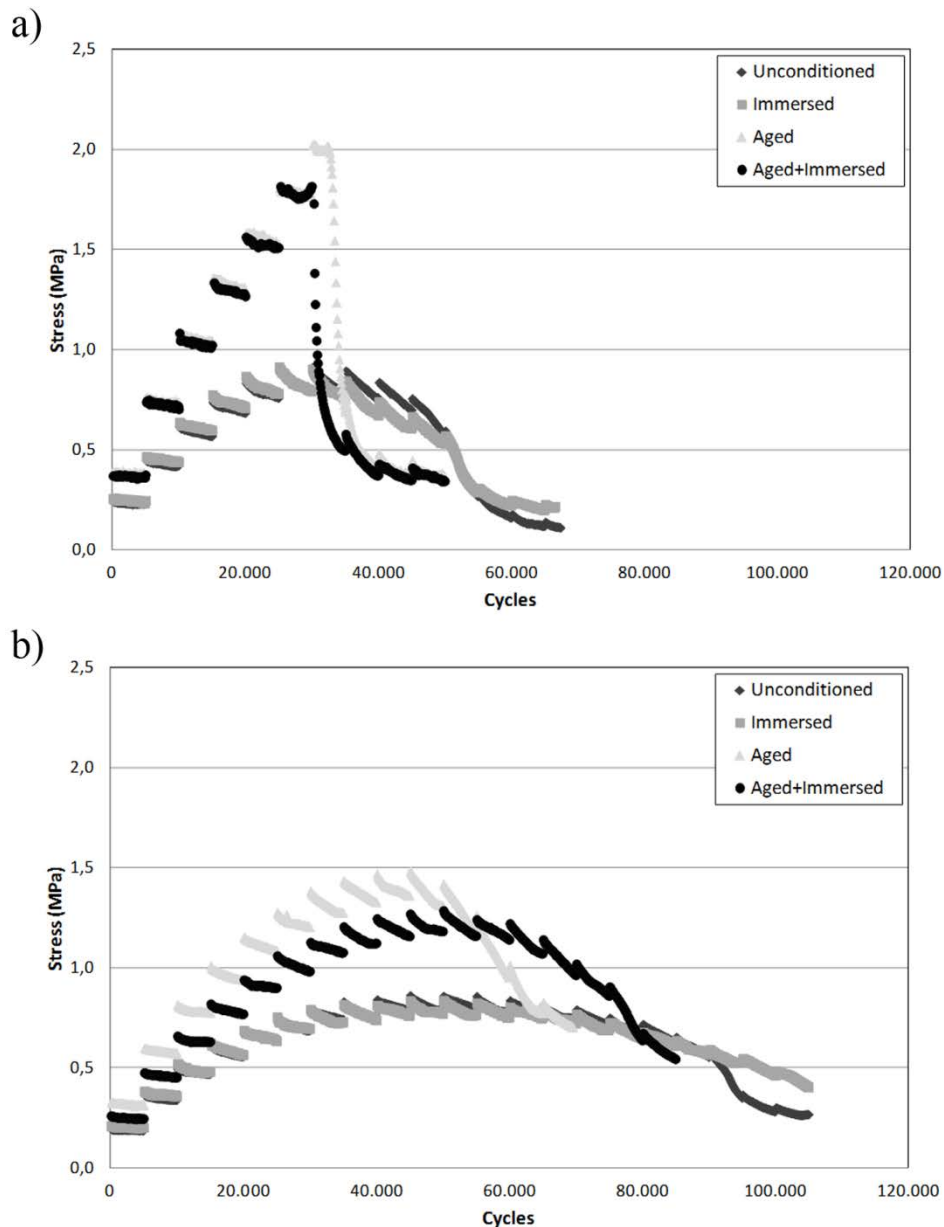 a)
2,5
2,0
1,5
1,0
0,5
0,0
Stress (MPa)
Unconditioned
Immersed
Aged
Aged+Immersed
0 20.000 40.000 60.000 80.000 100.000 120.000
Cycles
b)
2,5
2,0
1,5
1,0
0,5
0,0
Stress (MPa)
Unconditioned
Immersed
Aged
Aged+Immersed
0 20.000 40.000 60.000 80.000 100.000 120.000
Cycles